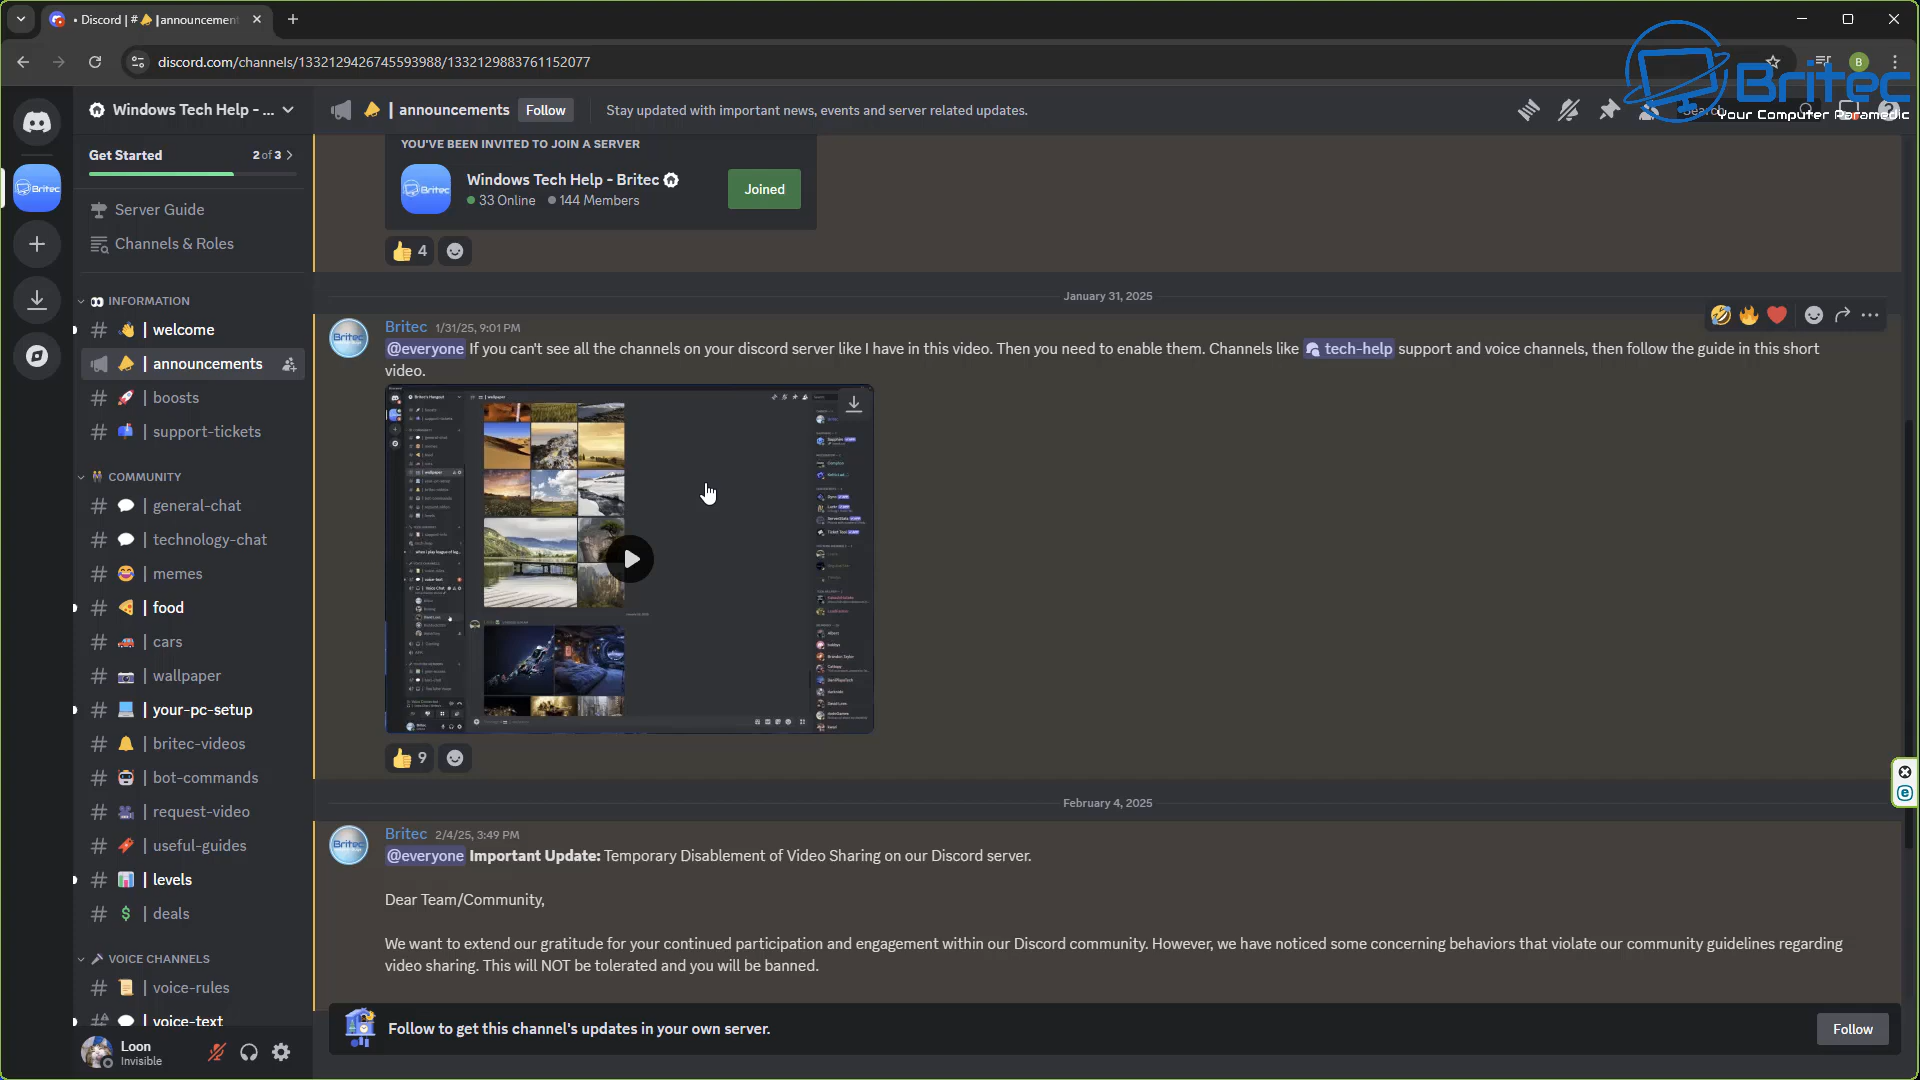 • Discord | # | announcement
discord.com/channels/1332129426745593988/1332129883761152077
B
Britec
Your Computer Paramedic
Windows Tech Help - ...
| announcements
Follow
Stay updated with important news, events and server related updates.
Get Started
2 of 3
Britec
Server Guide
Channels & Roles
INFORMATION
| welcome
| announcements
| boosts
| support-tickets
COMMUNITY
| general-chat
| technology-chat
| memes
| food
| cars
| wallpaper
| your-pc-setup
| britec-videos
| bot-commands
| request-video
| useful-guides
| levels
| deals
VOICE CHANNELS
| voice-rules
| voice-text
Loon
Invisible
YOU'VE BEEN INVITED TO JOIN A SERVER
Britec
Windows Tech Help - Britec
33 Online
144 Members
Joined
4
January 31, 2025
Britec 1/31/25, 9:01 PM
@everyone If you can't see all the channels on your discord server like I have in this video. Then you need to enable them. Channels like tech-help support and voice channels, then follow the guide in this short
video.
9
February 4, 2025
Britec 2/4/25, 3:49 PM
@everyone Important Update: Temporary Disablement of Video Sharing on our Discord server.
Dear Team/Community,
We want to extend our gratitude for your continued participation and engagement within our Discord community. However, we have noticed some concerning behaviors that violate our community guidelines regarding
video sharing. This will NOT be tolerated and you will be banned.
Follow to get this channel's updates in your own server.
Follow